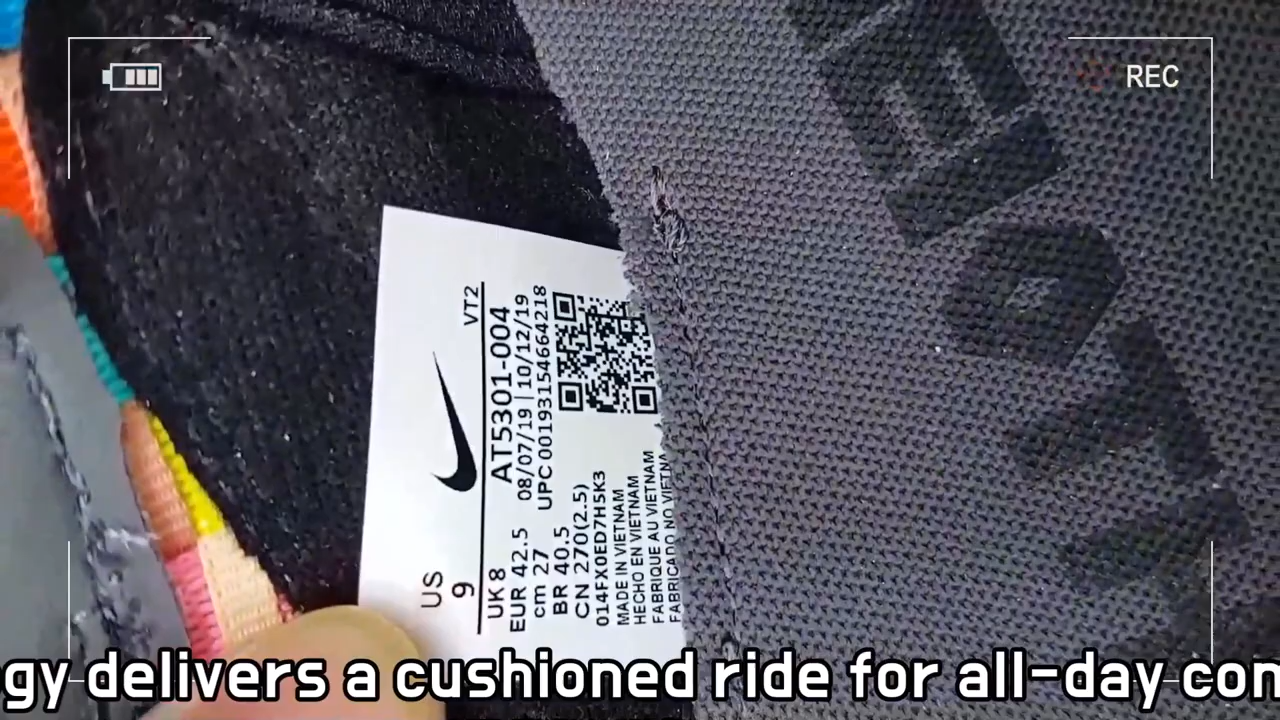 REC
US
9
VT2
UK 8
AT5301-004
EUR 42.5
08/07/19 | 10/12/19
cm 27
UPC 00193154664218
BR 40.5
CN 270(2.5)
014FX0ED7H5K3
MADE IN VIETNAM
HECHO EN VIETNAM
FABRIQUE AU VIETNAM
FABRICADO NO VIETNA
gy delivers a cushioned ride for all-day con